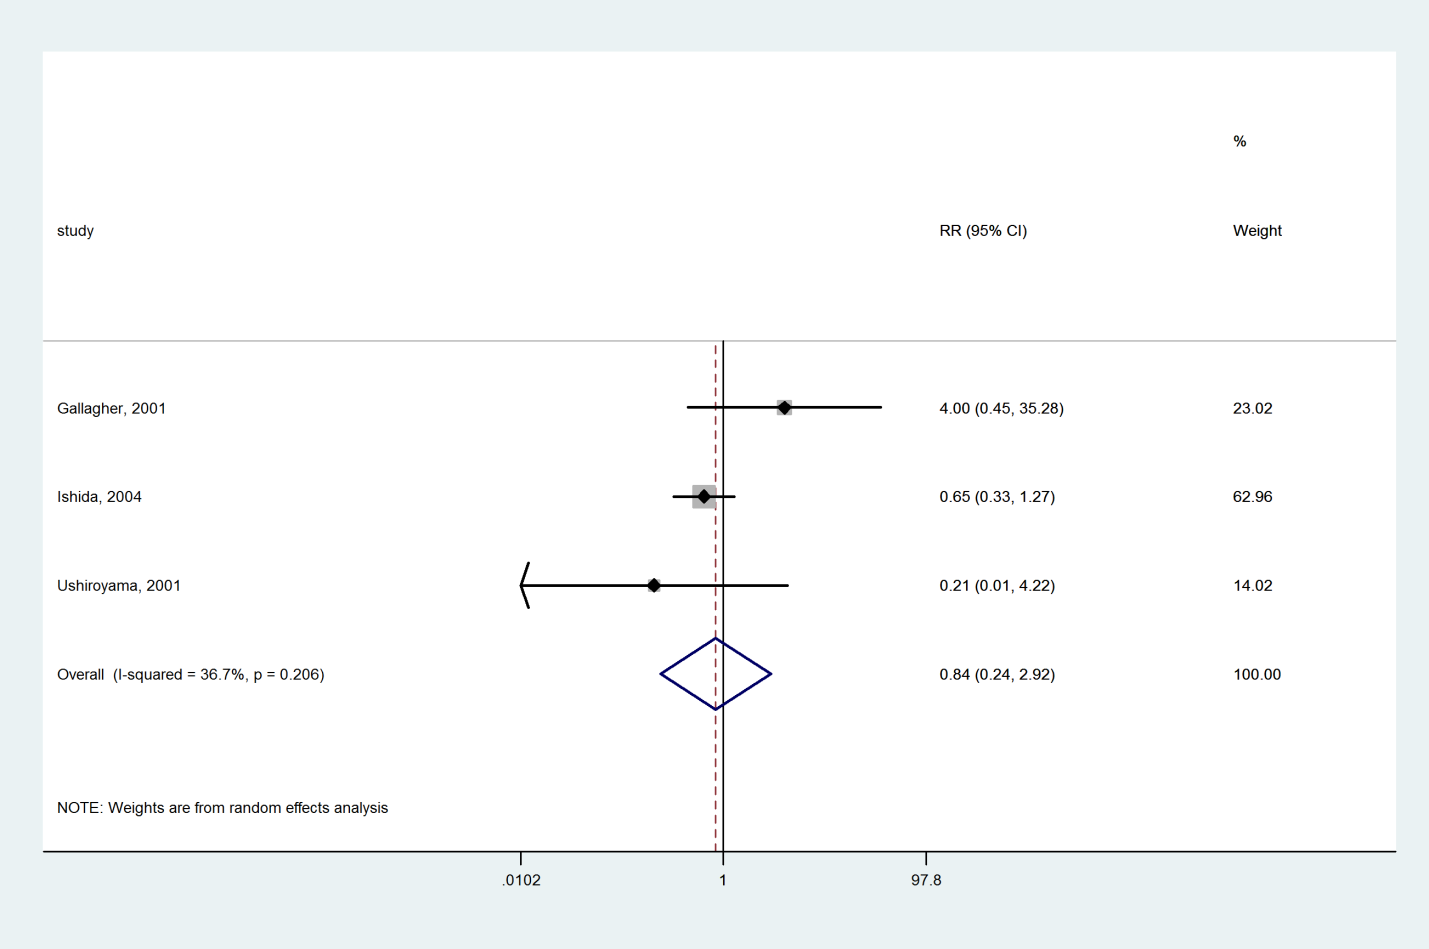 %
study RR (95% CI) Weight
Gallagher, 2001 4.00 (0.45, 35.28) 23.02
Ishida, 2004 0.65 (0.33, 1.27) 62.96
Ushiroyama, 2001 0.21 (0.01, 4.22) 14.02
Overall  (I-squared = 36.7%, p = 0.206) 0.84 (0.24, 2.92) 100.00
NOTE: Weights are from random effects analysis
.0102 1 97.8